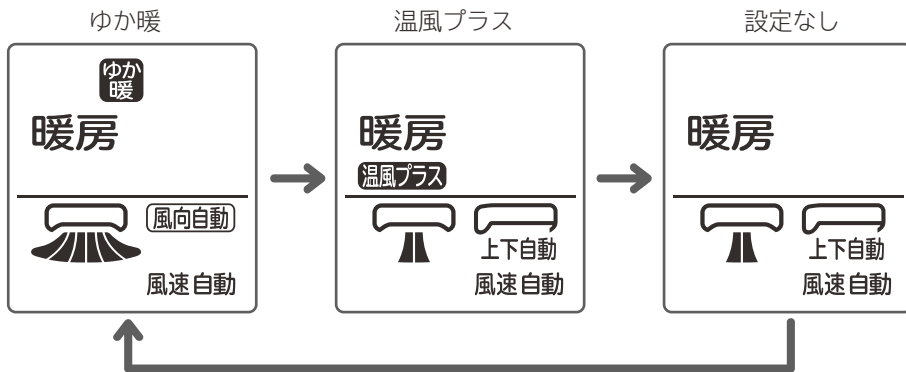 ゆか暖
温風プラス
設定なし
ゆか
暖
暖房
風向自動
風速自動
暖房
温風プラス
上下自動
風速自動
暖房
上下自動
風速自動